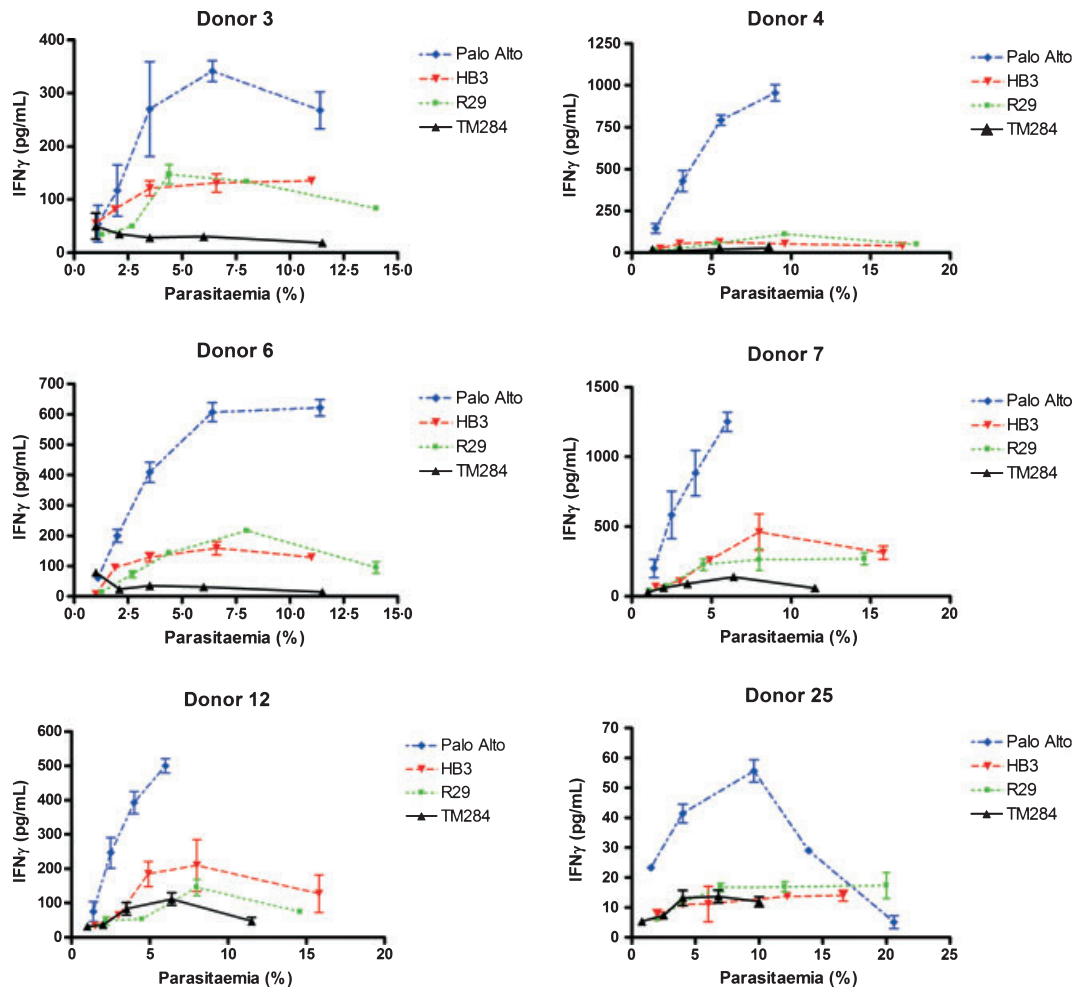 Donor 3
400
300
200
100
0
IFNγ (pg/mL)
0·0 2·5 5·0 7·5 10·0 12·5 15·0
Parasitaemia (%)
Palo Alto
HB3
R29
TM284
Donor 4
1250
1000
750
500
250
0
IFNγ (pg/mL)
0 5 10 15 20
Parasitaemia (%)
Palo Alto
HB3
R29
TM284
Donor 6
700
600
500
400
300
200
100
0
IFNγ (pg/mL)
0·0 2·5 5·0 7·5 10·0 12·5 15·0
Parasitaemia (%)
Palo Alto
HB3
R29
TM284
Donor 7
1500
1000
500
0
IFNγ (pg/mL)
0 5 10 15 20
Parasitaemia (%)
Palo Alto
HB3
R29
TM284
Donor 12
600
500
400
300
200
100
0
IFNγ (pg/mL)
0 5 10 15 20
Parasitaemia (%)
Palo Alto
HB3
R29
TM284
Donor 25
70
60
50
40
30
20
10
0
IFNγ (pg/mL)
0 5 10 15 20 25
Parasitaemia (%)
Palo Alto
HB3
R29
TM284